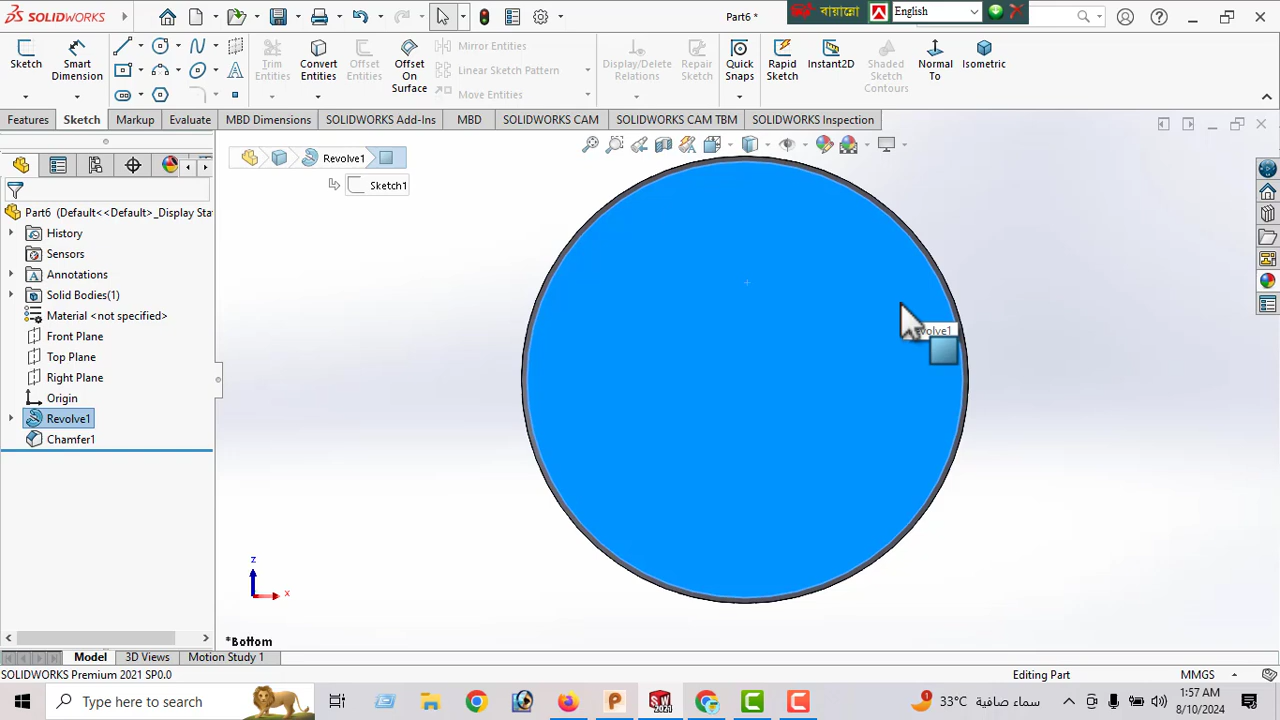 SOLIDWORKS
Part6 *
বায়ান্নো
English
Sketch
Smart Dimension
Trim Entities
Convert Entities
Offset Entities
Offset On Surface
Mirror Entities
Linear Sketch Pattern
Move Entities
Display/Delete Relations
Repair Sketch
Quick Snaps
Rapid Sketch
Instant2D
Shaded Sketch Contours
Normal To
Isometric
Features
Sketch
Markup
Evaluate
MBD Dimensions
SOLIDWORKS Add-Ins
MBD
SOLIDWORKS CAM
SOLIDWORKS CAM TBM
SOLIDWORKS Inspection
Revolve1
Sketch1
Part6 (Default<<Default>_Display Sta
History
Sensors
Annotations
Solid Bodies(1)
Material <not specified>
Front Plane
Top Plane
Right Plane
Origin
Revolve1
Chamfer1
evolve1
z
x
*Bottom
Model
3D Views
Motion Study 1
SOLIDWORKS Premium 2021 SP0.0
Editing Part
MMGS
Type here to search
33°C
سماء صافية
1:57 AM
8/10/2024